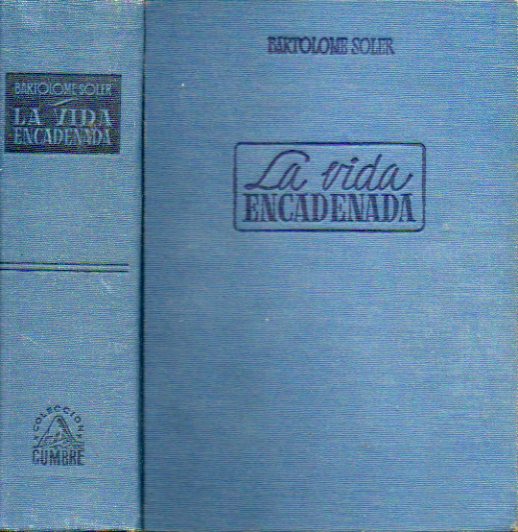 BARTOLOME SOLER
LA VIDA
ENCADENADA
COLECCION
CUMBRE
BARTOLOME SOLER
La vida
ENCADENADA